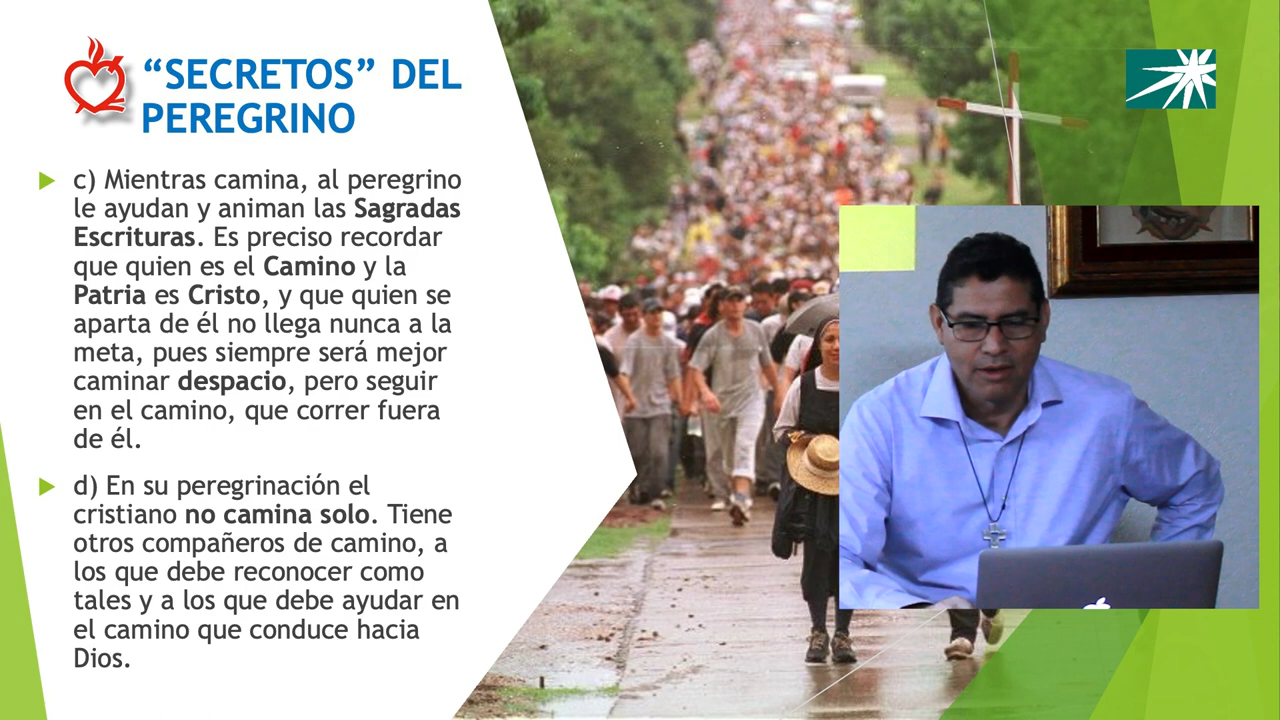 “SECRETOS” DEL
PEREGRINO
c) Mientras camina, al peregrino
le ayudan y animan las Sagradas
Escrituras. Es preciso recordar
que quien es el Camino y la
Patria es Cristo, y que quien se
aparta de él no llega nunca a la
meta, pues siempre será mejor
caminar despacio, pero seguir
en el camino, que correr fuera
de él.
d) En su peregrinación el
cristiano no camina solo. Tiene
otros compañeros de camino, a
los que debe reconocer como
tales y a los que debe ayudar en
el camino que conduce hacia
Dios.